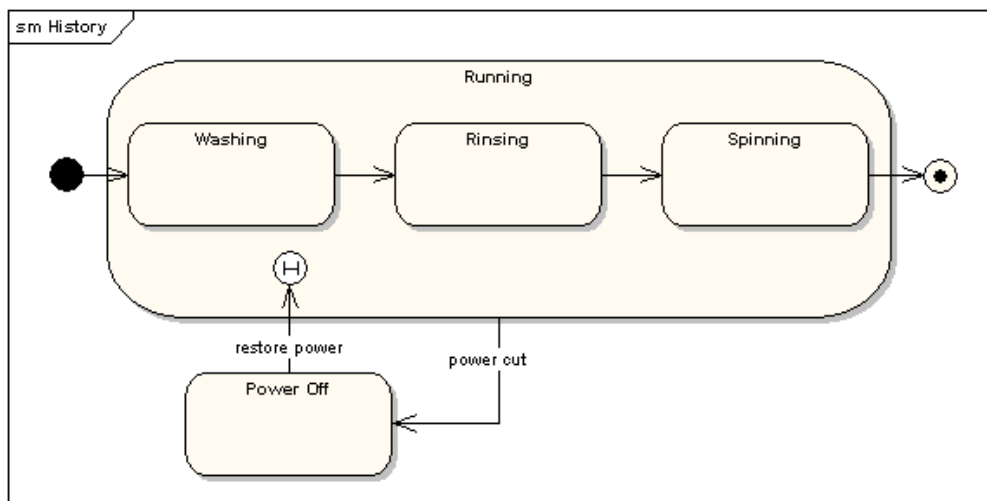 sm History
Running
Washing
Rinsing
Spinning
H
restore power
power cut
Power Off